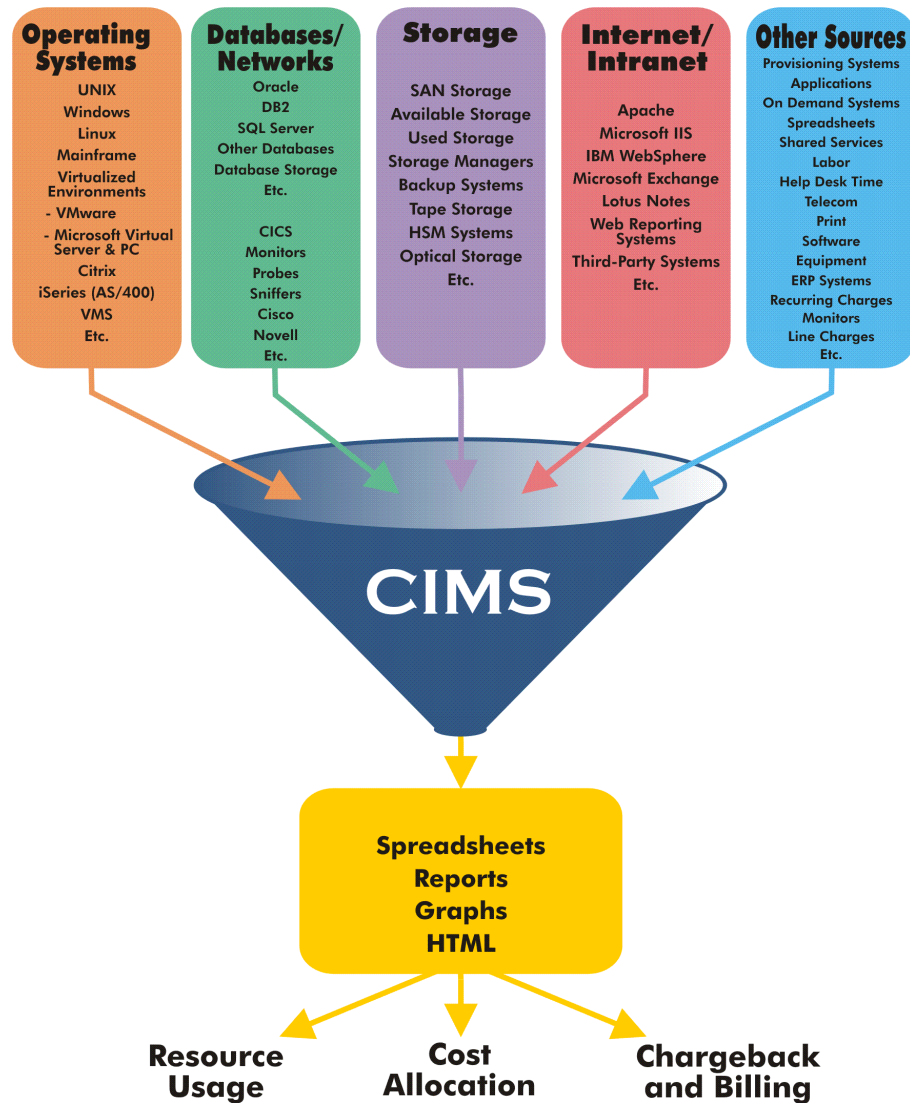 Operating
Systems
UNIX
Windows
Linux
Mainframe
Virtualized
Environments
- VMware
- Microsoft Virtual
Server & PC
Citrix
iSeries (AS/400)
VMS
Etc.
Databases/
Networks
Oracle
DB2
SQL Server
Other Databases
Database Storage
Etc.
CICS
Monitors
Probes
Sniffers
Cisco
Novell
Etc.
Storage
SAN Storage
Available Storage
Used Storage
Storage Managers
Backup Systems
Tape Storage
HSM Systems
Optical Storage
Etc.
Internet/
Intranet
Apache
Microsoft IIS
IBM WebSphere
Microsoft Exchange
Lotus Notes
Web Reporting
Systems
Third-Party Systems
Etc.
Other Sources
Provisioning Systems
Applications
On Demand Systems
Spreadsheets
Shared Services
Labor
Help Desk Time
Telecom
Print
Software
Equipment
ERP Systems
Recurring Charges
Monitors
Line Charges
Etc.
CIMS
Spreadsheets
Reports
Graphs
HTML
Resource
Usage
Cost
Allocation
Chargeback
and Billing